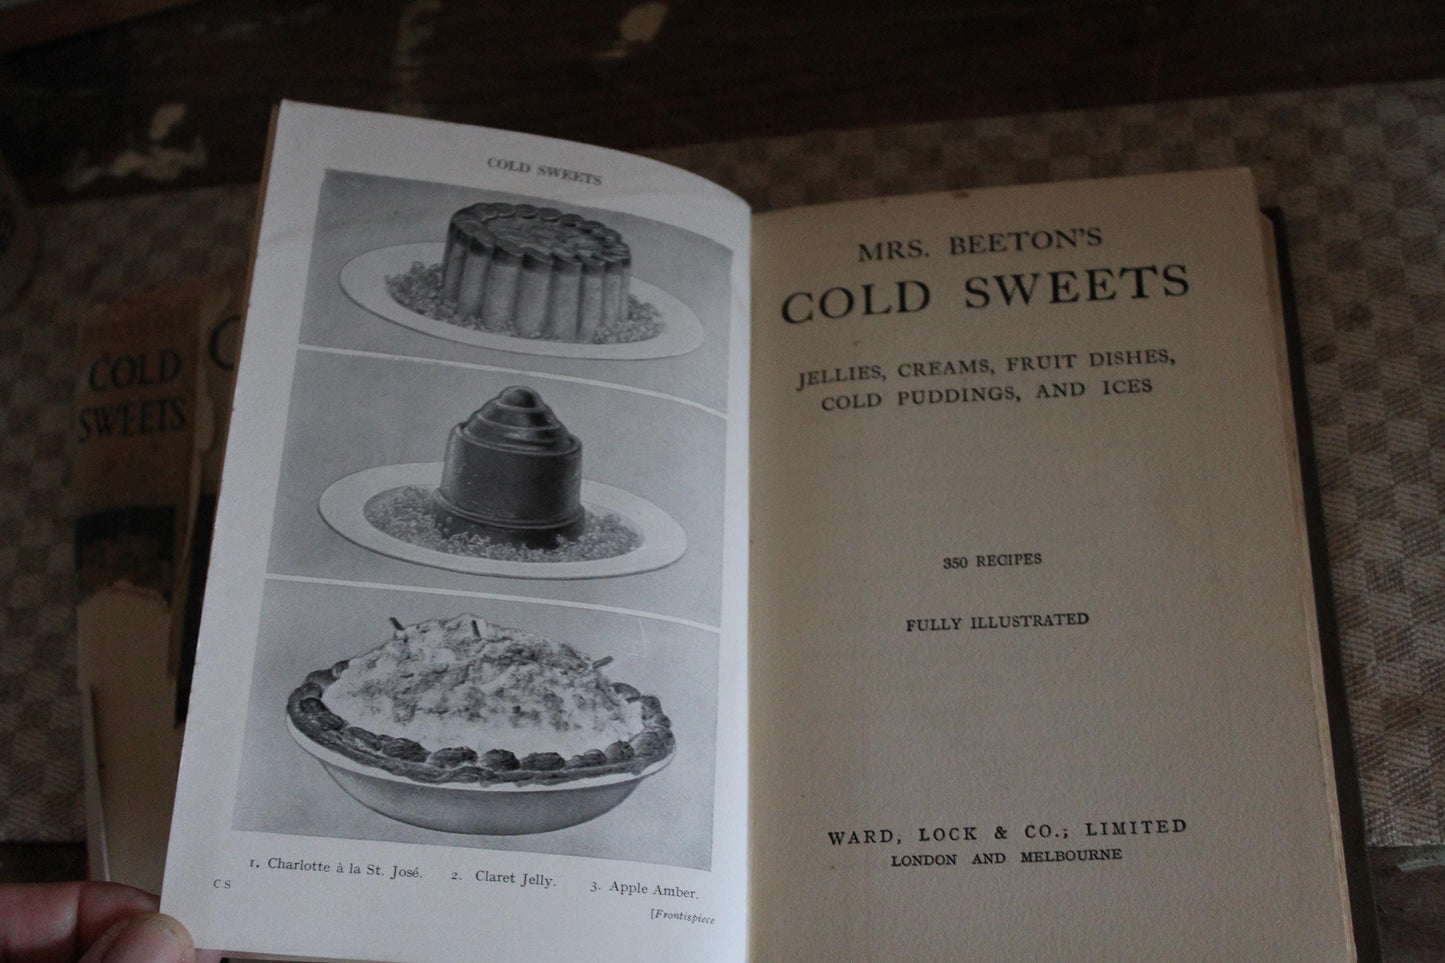 COLD
SWEETS
COLD SWEETS
1. Charlotte à la St. José. 2. Claret Jelly. 3. Apple Amber.
C S
[Frontispiece
MRS. BEETON'S
COLD SWEETS
JELLIES, CREAMS, FRUIT DISHES,
COLD PUDDINGS, AND ICES
350 RECIPES
FULLY ILLUSTRATED
WARD, LOCK & CO., LIMITED
LONDON AND MELBOURNE